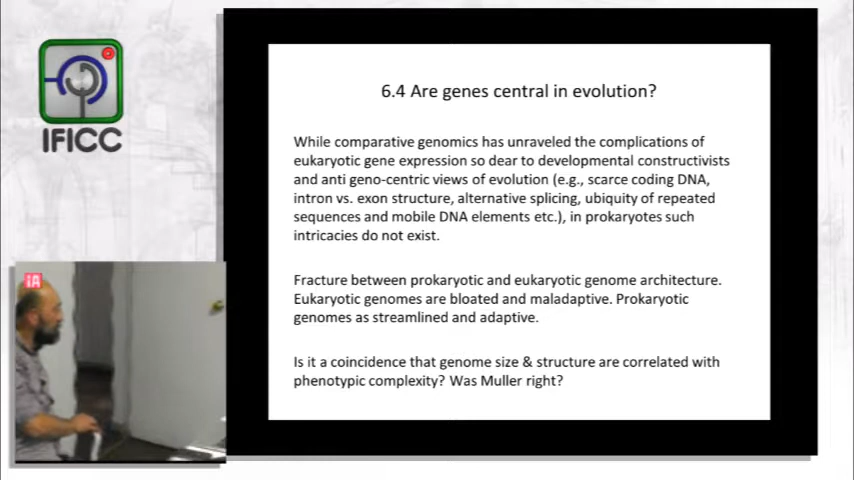 IFICC
6.4 Are genes central in evolution?
While comparative genomics has unraveled the complications of
eukaryotic gene expression so dear to developmental constructivists
and anti geno-centric views of evolution (e.g., scarce coding DNA,
intron vs. exon structure, alternative splicing, ubiquity of repeated
sequences and mobile DNA elements etc.), in prokaryotes such
intricacies do not exist.
Fracture between prokaryotic and eukaryotic genome architecture.
Eukaryotic genomes are bloated and maladaptive. Prokaryotic
genomes as streamlined and adaptive.
Is it a coincidence that genome size & structure are correlated with
phenotypic complexity? Was Muller right?
IA